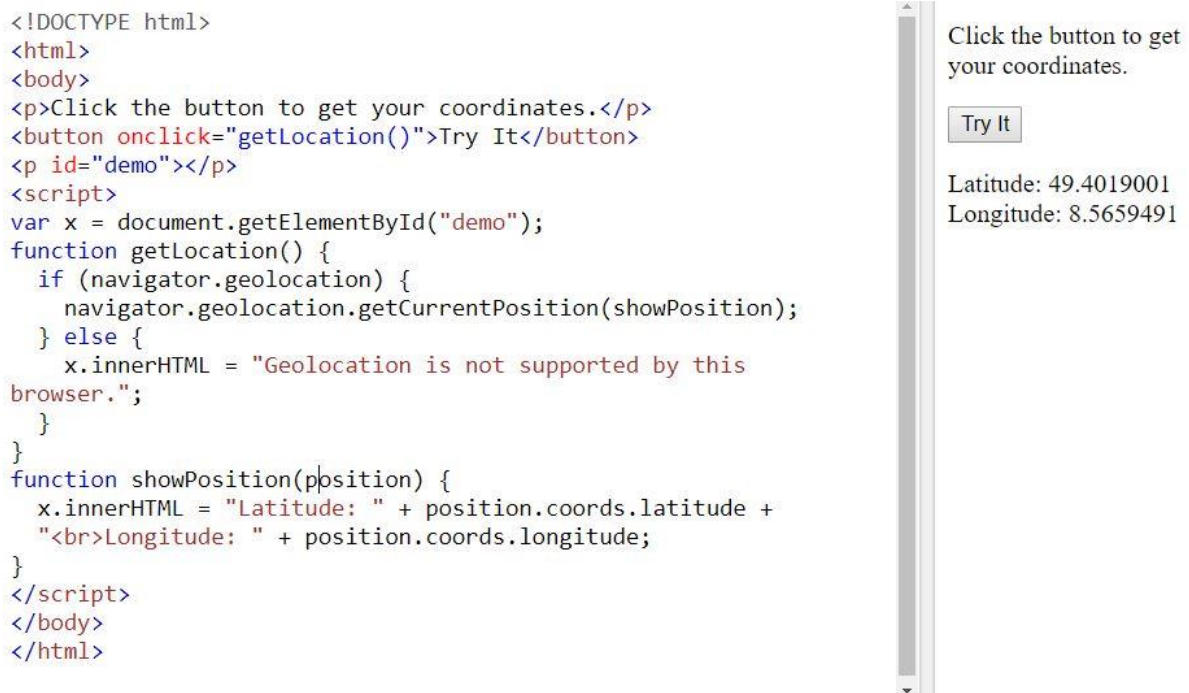 <!DOCTYPE html>
<html>
<body>
<p>Click the button to get your coordinates.</p>
<button onclick="getLocation()">Try It</button>
<p id="demo"></p>
<script>
var x = document.getElementById("demo");
function getLocation() {
  if (navigator.geolocation) {
    navigator.geolocation.getCurrentPosition(showPosition);
  } else {
    x.innerHTML = "Geolocation is not supported by this
browser.";
  }
}
function showPosition(position) {
  x.innerHTML = "Latitude: " + position.coords.latitude +
  "<br>Longitude: " + position.coords.longitude;
}
</script>
</body>
</html>
Click the button to get
your coordinates.
Try It
Latitude: 49.4019001
Longitude: 8.5659491